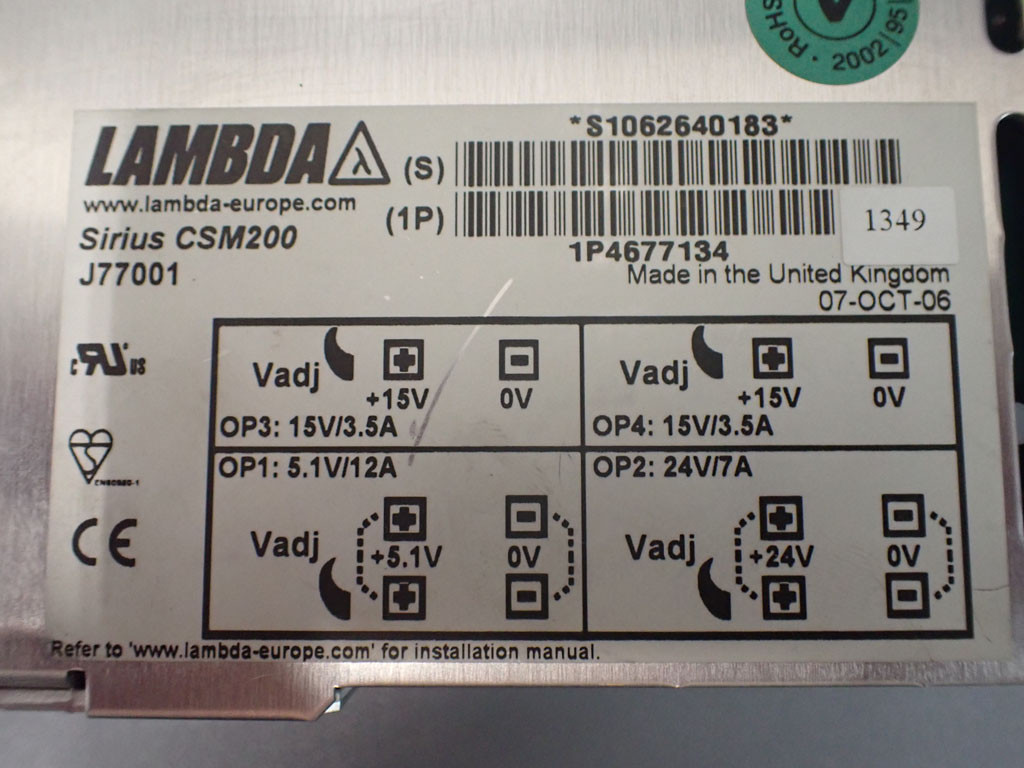 RoHS · 2002/95/
LAMBDA λ
*S1062640183*
(S)
www.lambda-europe.com
(1P)
1349
Sirius CSM200
1P4677134
J77001
Made in the United Kingdom
07-OCT-06
Vadj + -
+15V 0V
OP3: 15V/3.5A
Vadj + -
+15V 0V
OP4: 15V/3.5A
OP1: 5.1V/12A
+ -
Vadj +5.1V 0V
+ -
OP2: 24V/7A
+ -
Vadj +24V 0V
+ -
c RU us
CE
Refer to 'www.lambda-europe.com' for installation manual.